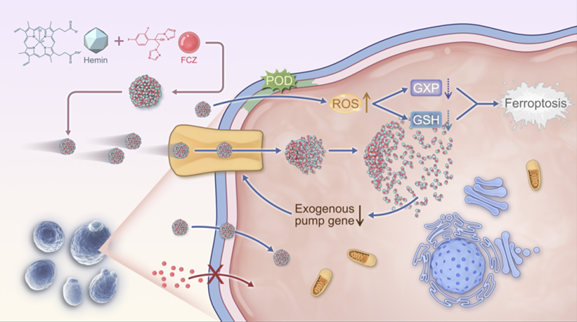 Hemin
+
FCZ
POD
ROS
GXP
GSH
Ferroptosis
Exogenous
pump gene